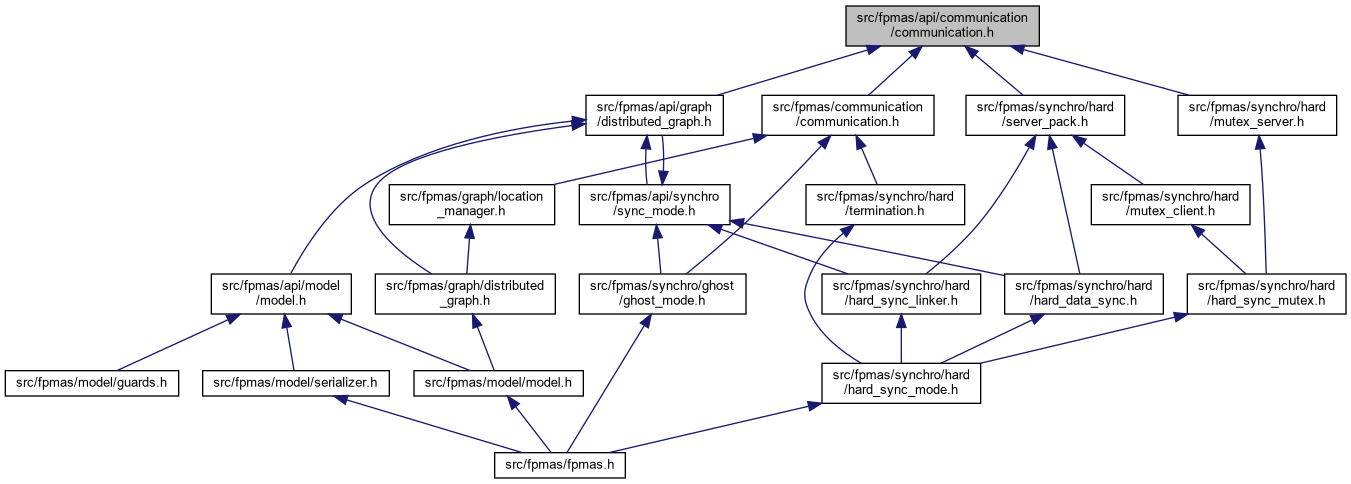 src/fpmas/api/communication
/communication.h
src/fpmas/api/graph
/distributed_graph.h
src/fpmas/communication
/communication.h
src/fpmas/synchro/hard
/server_pack.h
src/fpmas/synchro/hard
/mutex_server.h
src/fpmas/graph/location
_manager.h
src/fpmas/api/synchro
/sync_mode.h
src/fpmas/synchro/hard
/termination.h
src/fpmas/synchro/hard
/mutex_client.h
src/fpmas/api/model
/model.h
src/fpmas/graph/distributed
_graph.h
src/fpmas/synchro/ghost
/ghost_mode.h
src/fpmas/synchro/hard
/hard_sync_linker.h
src/fpmas/synchro/hard
/hard_data_sync.h
src/fpmas/synchro/hard
/hard_sync_mutex.h
src/fpmas/model/guards.h
src/fpmas/model/serializer.h
src/fpmas/model/model.h
src/fpmas/synchro/hard
/hard_sync_mode.h
src/fpmas/fpmas.h